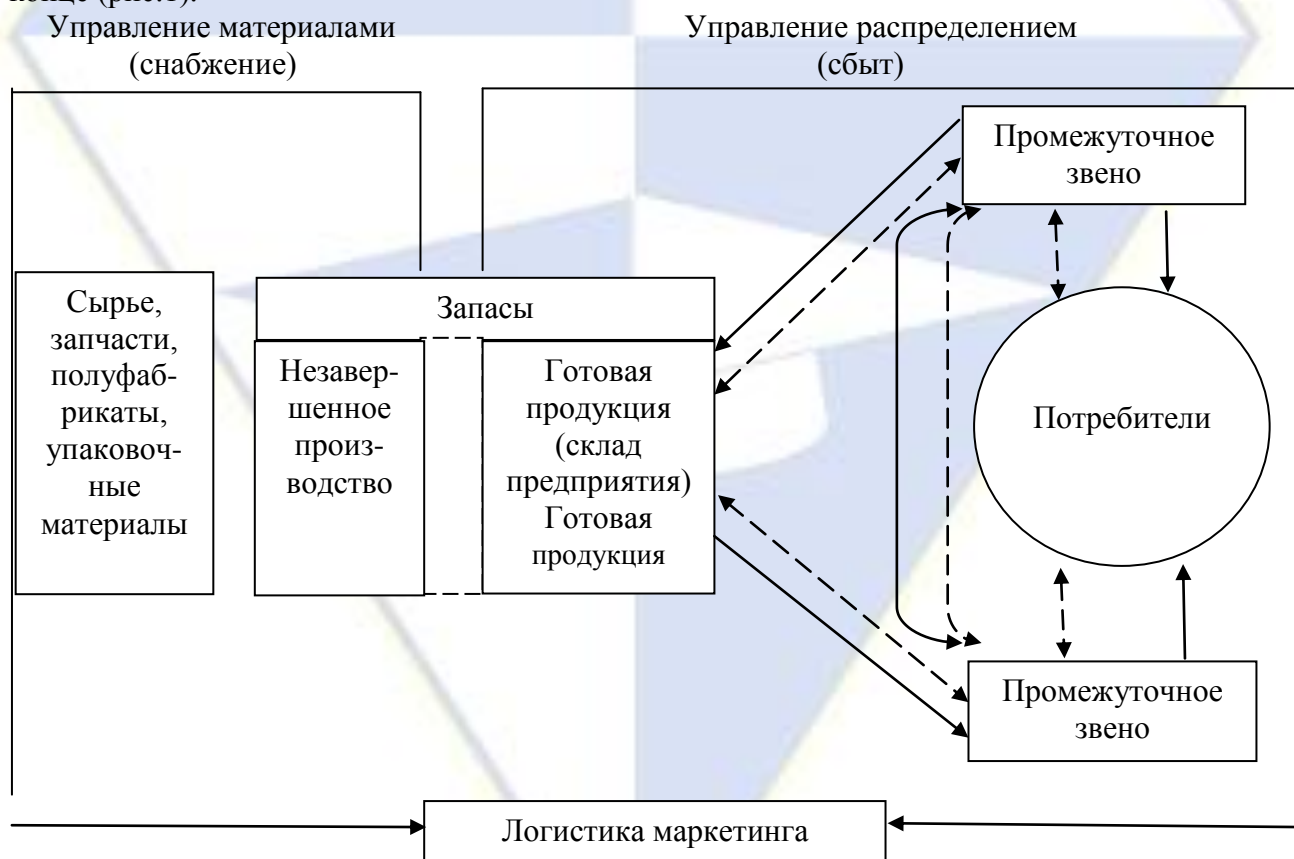 конце (рис.1).
Управление материалами
(снабжение)
Управление распределением
(сбыт)
Промежуточное
звено
Сырье,
запчасти,
полуфаб-
рикаты,
упаковоч-
ные
материалы
Запасы
Незавер-
шенное
произ-
водство
Готовая
продукция
(склад
предприятия)
Готовая
продукция
Потребители
Промежуточное
звено
Логистика маркетинга